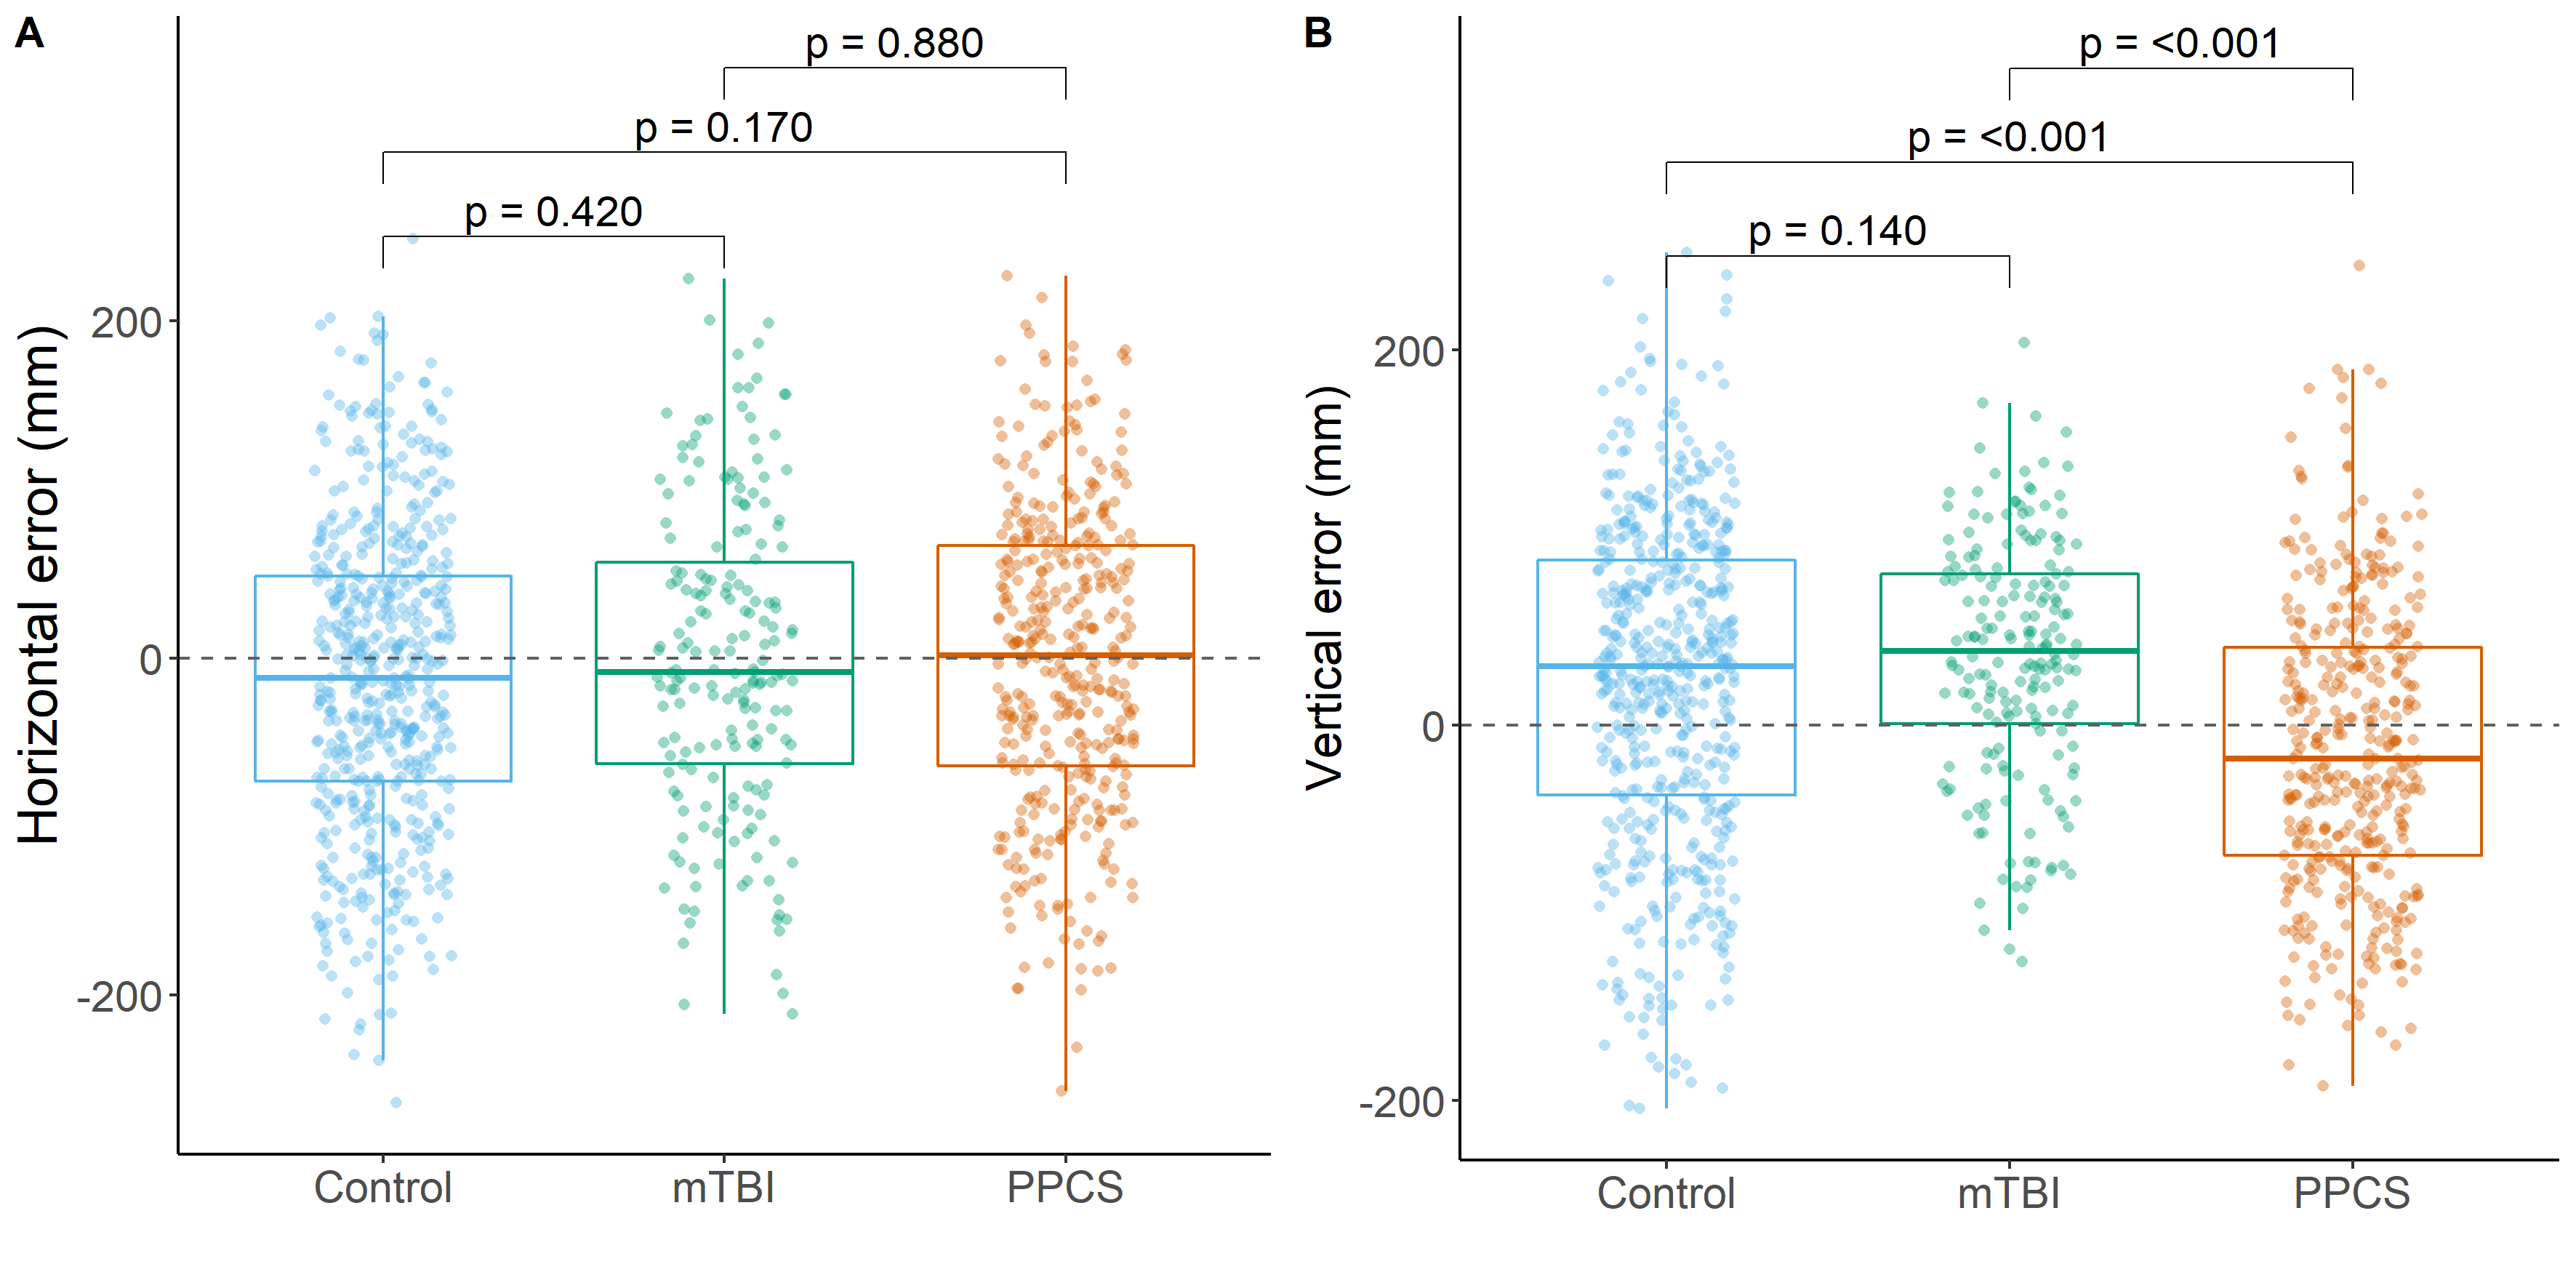 A
p = 0.880
p = 0.170
p = 0.420
Horizontal error (mm)
200
0
-200
Control mTBI PPCS
B
p = <0.001
p = <0.001
p = 0.140
Vertical error (mm)
200
0
-200
Control mTBI PPCS